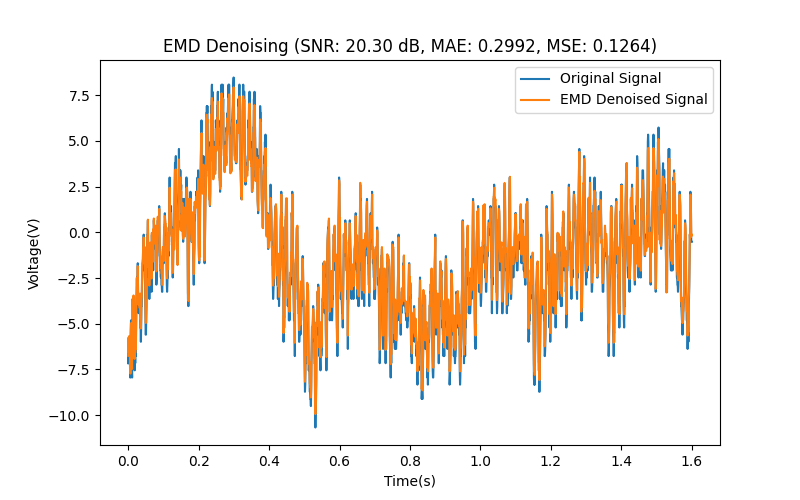 EMD Denoising (SNR: 20.30 dB, MAE: 0.2992, MSE: 0.1264)
Original Signal
EMD Denoised Signal
7.5
5.0
2.5
0.0
−2.5
−5.0
−7.5
−10.0
Voltage(V)
0.0 0.2 0.4 0.6 0.8 1.0 1.2 1.4 1.6
Time(s)